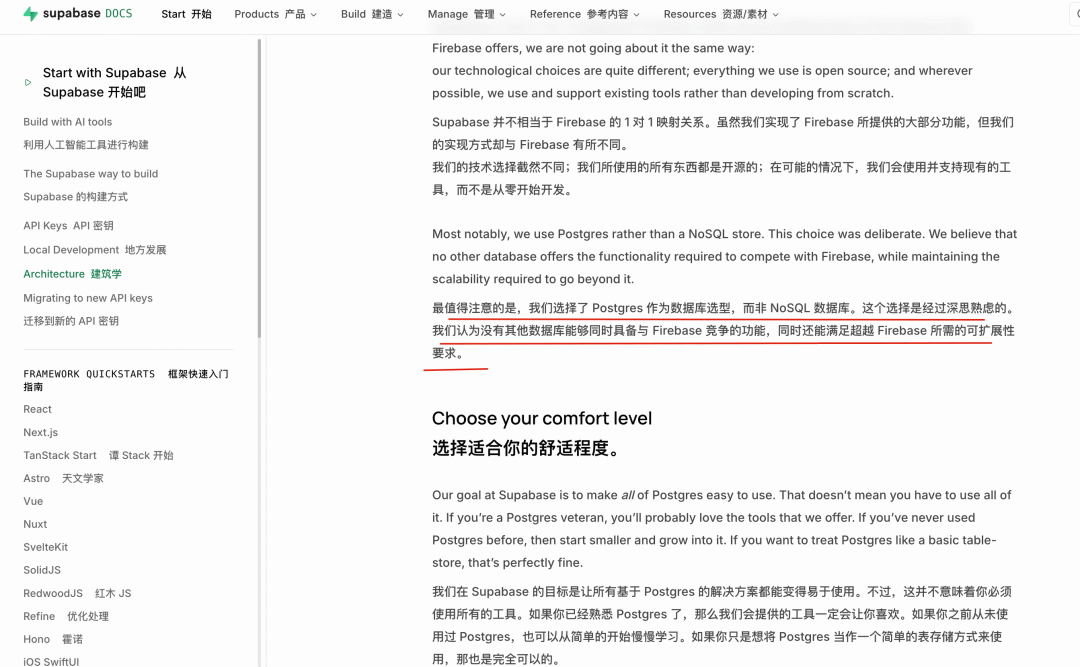 supabase DOCS
Start 开始
Products 产品
Build 建造
Manage 管理
Reference 参考内容
Resources 资源/素材
Start with Supabase 从
Supabase 开始吧
Build with AI tools
利用人工智能工具进行构建
The Supabase way to build
Supabase 的构建方式
API Keys API 密钥
Local Development 地方发展
Architecture 建筑学
Migrating to new API keys
迁移到新的 API 密钥
FRAMEWORK QUICKSTARTS 框架快速入门
指南
React
Next.js
TanStack Start 谭 Stack 开始
Astro 天文学家
Vue
Nuxt
SvelteKit
SolidJS
RedwoodJS 红木 JS
Refine 优化处理
Hono 霍诺
iOS SwiftUI
Firebase offers, we are not going about it the same way:
our technological choices are quite different; everything we use is open source; and wherever
possible, we use and support existing tools rather than developing from scratch.
Supabase 并不相当于 Firebase 的 1 对 1 映射关系。虽然我们实现了 Firebase 所提供的大部分功能，但我们
的实现方式却与 Firebase 有所不同。
我们的技术选择截然不同；我们所使用的所有东西都是开源的；在可能的情况下，我们会使用并支持现有的工
具，而不是从零开始开发。
Most notably, we use Postgres rather than a NoSQL store. This choice was deliberate. We believe that
no other database offers the functionality required to compete with Firebase, while maintaining the
scalability required to go beyond it.
最值得注意的是，我们选择了 Postgres 作为数据库选型，而非 NoSQL 数据库。这个选择是经过深思熟虑的。
我们认为没有其他数据库能够同时具备与 Firebase 竞争的功能，同时还能满足超越 Firebase 所需的可扩展性
要求。
Choose your comfort level
选择适合你的舒适程度。
Our goal at Supabase is to make all of Postgres easy to use. That doesn’t mean you have to use all of
it. If you’re a Postgres veteran, you’ll probably love the tools that we offer. If you’ve never used
Postgres before, then start smaller and grow into it. If you want to treat Postgres like a basic table-
store, that’s perfectly fine.
我们在 Supabase 的目标是让所有基于 Postgres 的解决方案都能变得易于使用。不过，这并不意味着你必须
使用所有的工具。如果你已经熟悉 Postgres 了，那么我们会提供的工具一定会让你喜欢。如果你之前从未使
用过 Postgres，也可以从简单的开始慢慢学习。如果你只是想将 Postgres 当作一个简单的表存储方式来使
用，那也是完全可以的。